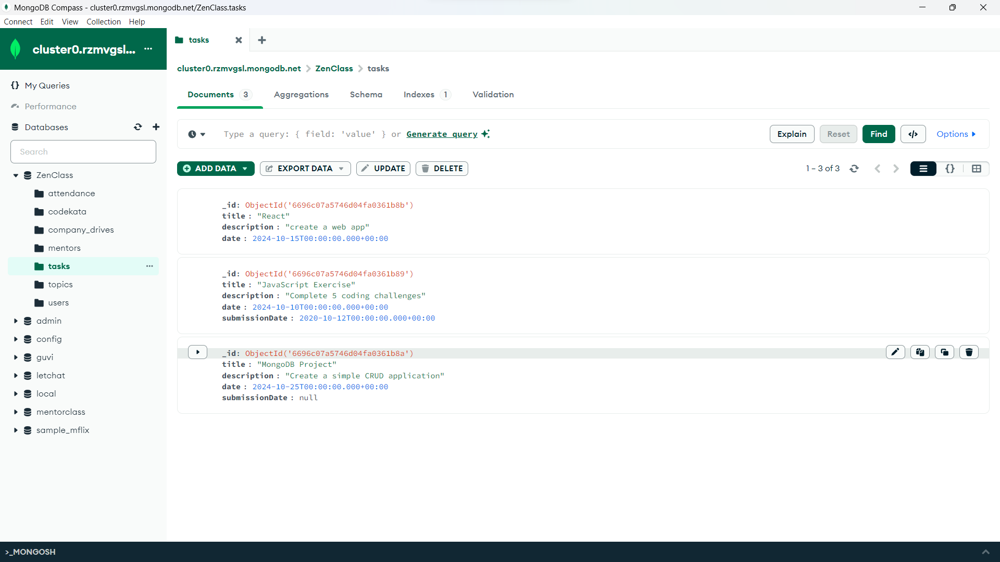 MongoDB Compass - cluster0.rzmvgsl.mongodb.net/ZenClass.tasks
Connect Edit View Collection Help
cluster0.rzmvgsl... ...
tasks
cluster0.rzmvgsl.mongodb.net > ZenClass > tasks
{} My Queries
Performance
Databases
Search
ZenClass
attendance
codekata
company_drives
mentors
tasks ...
topics
users
admin
config
guvi
letchat
local
mentorclass
sample_mflix
Documents 3 Aggregations Schema Indexes 1 Validation
Type a query: { field: 'value' } or Generate query
Explain Reset Find </> Options
ADD DATA EXPORT DATA UPDATE DELETE
1 – 3 of 3 {}
_id: ObjectId('6696c07a5746d04fa0361b8b')
title : "React"
description : "create a web app"
date : 2024-10-15T00:00:00.000+00:00
_id: ObjectId('6696c07a5746d04fa0361b89')
title : "JavaScript Exercise"
description : "Complete 5 coding challenges"
date : 2024-10-10T00:00:00.000+00:00
submissionDate : 2020-10-12T00:00:00.000+00:00
_id: ObjectId('6696c07a5746d04fa0361b8a')
title : "MongoDB Project"
description : "Create a simple CRUD application"
date : 2024-10-25T00:00:00.000+00:00
submissionDate : null
>_MONGOSH